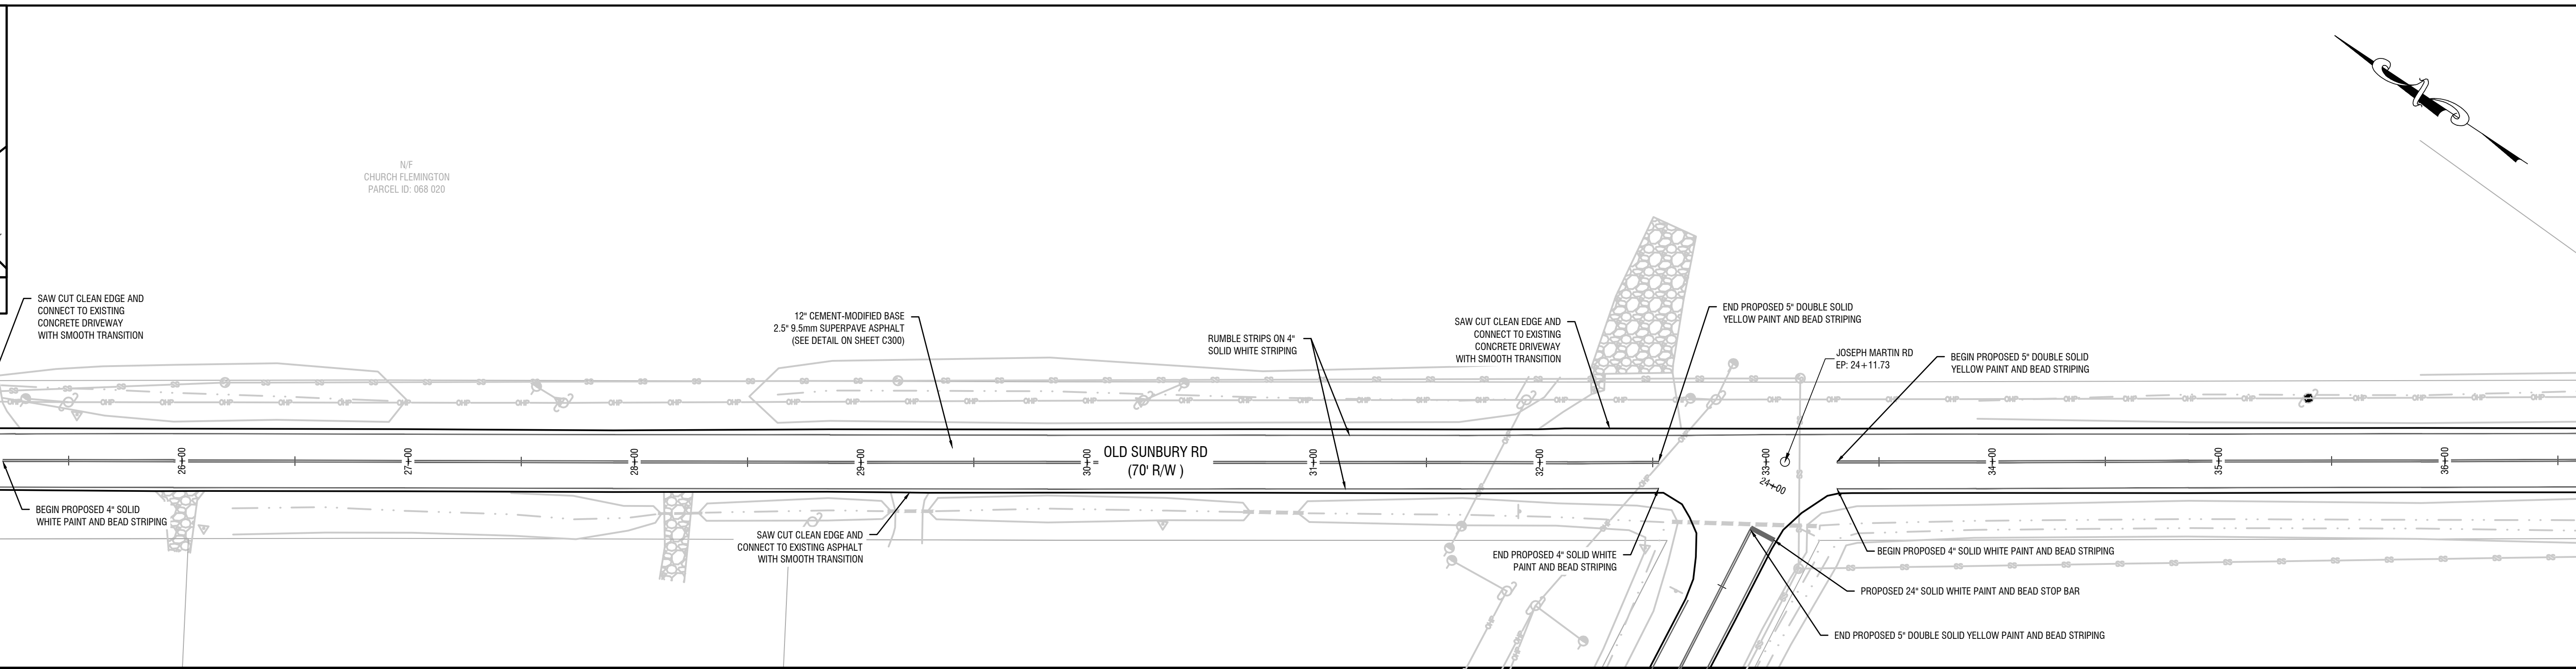 N/F
CHURCH FLEMINGTON
PARCEL ID: 068 020
SAW CUT CLEAN EDGE AND
CONNECT TO EXISTING
CONCRETE DRIVEWAY
WITH SMOOTH TRANSITION
12" CEMENT-MODIFIED BASE
2.5" 9.5mm SUPERPAVE ASPHALT
(SEE DETAIL ON SHEET C300)
RUMBLE STRIPS ON 4"
SOLID WHITE STRIPING
SAW CUT CLEAN EDGE AND
CONNECT TO EXISTING
CONCRETE DRIVEWAY
WITH SMOOTH TRANSITION
END PROPOSED 5" DOUBLE SOLID
YELLOW PAINT AND BEAD STRIPING
JOSEPH MARTIN RD
EP: 24+11.73
BEGIN PROPOSED 5" DOUBLE SOLID
YELLOW PAINT AND BEAD STRIPING
26+00
27+00
28+00
29+00
30+00
OLD SUNBURY RD
(70' R/W )
31+00
32+00
33+00
24+00
34+00
35+00
36+00
BEGIN PROPOSED 4" SOLID
WHITE PAINT AND BEAD STRIPING
SAW CUT CLEAN EDGE AND
CONNECT TO EXISTING ASPHALT
WITH SMOOTH TRANSITION
END PROPOSED 4" SOLID WHITE
PAINT AND BEAD STRIPING
BEGIN PROPOSED 4" SOLID WHITE PAINT AND BEAD STRIPING
PROPOSED 24" SOLID WHITE PAINT AND BEAD STOP BAR
END PROPOSED 5" DOUBLE SOLID YELLOW PAINT AND BEAD STRIPING